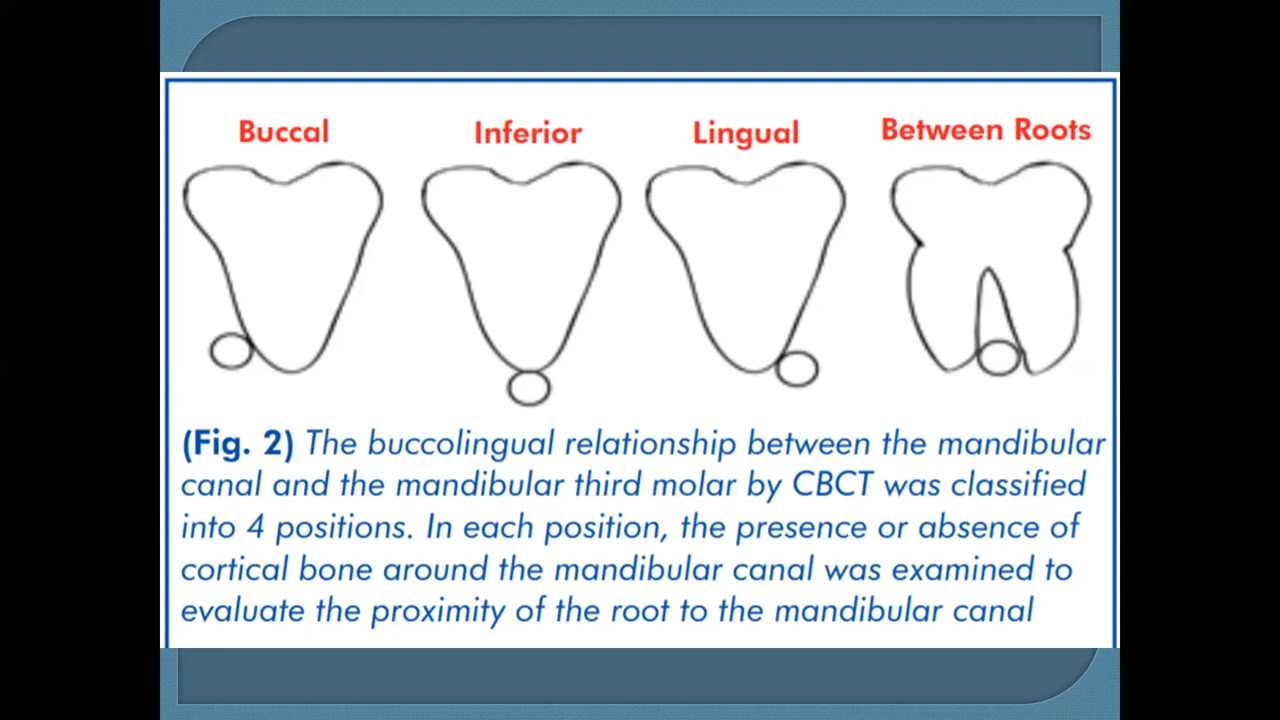 Buccal Inferior Lingual Between Roots
(Fig. 2) The buccolingual relationship between the mandibular
canal and the mandibular third molar by CBCT was classified
into 4 positions. In each position, the presence or absence of
cortical bone around the mandibular canal was examined to
evaluate the proximity of the root to the mandibular canal